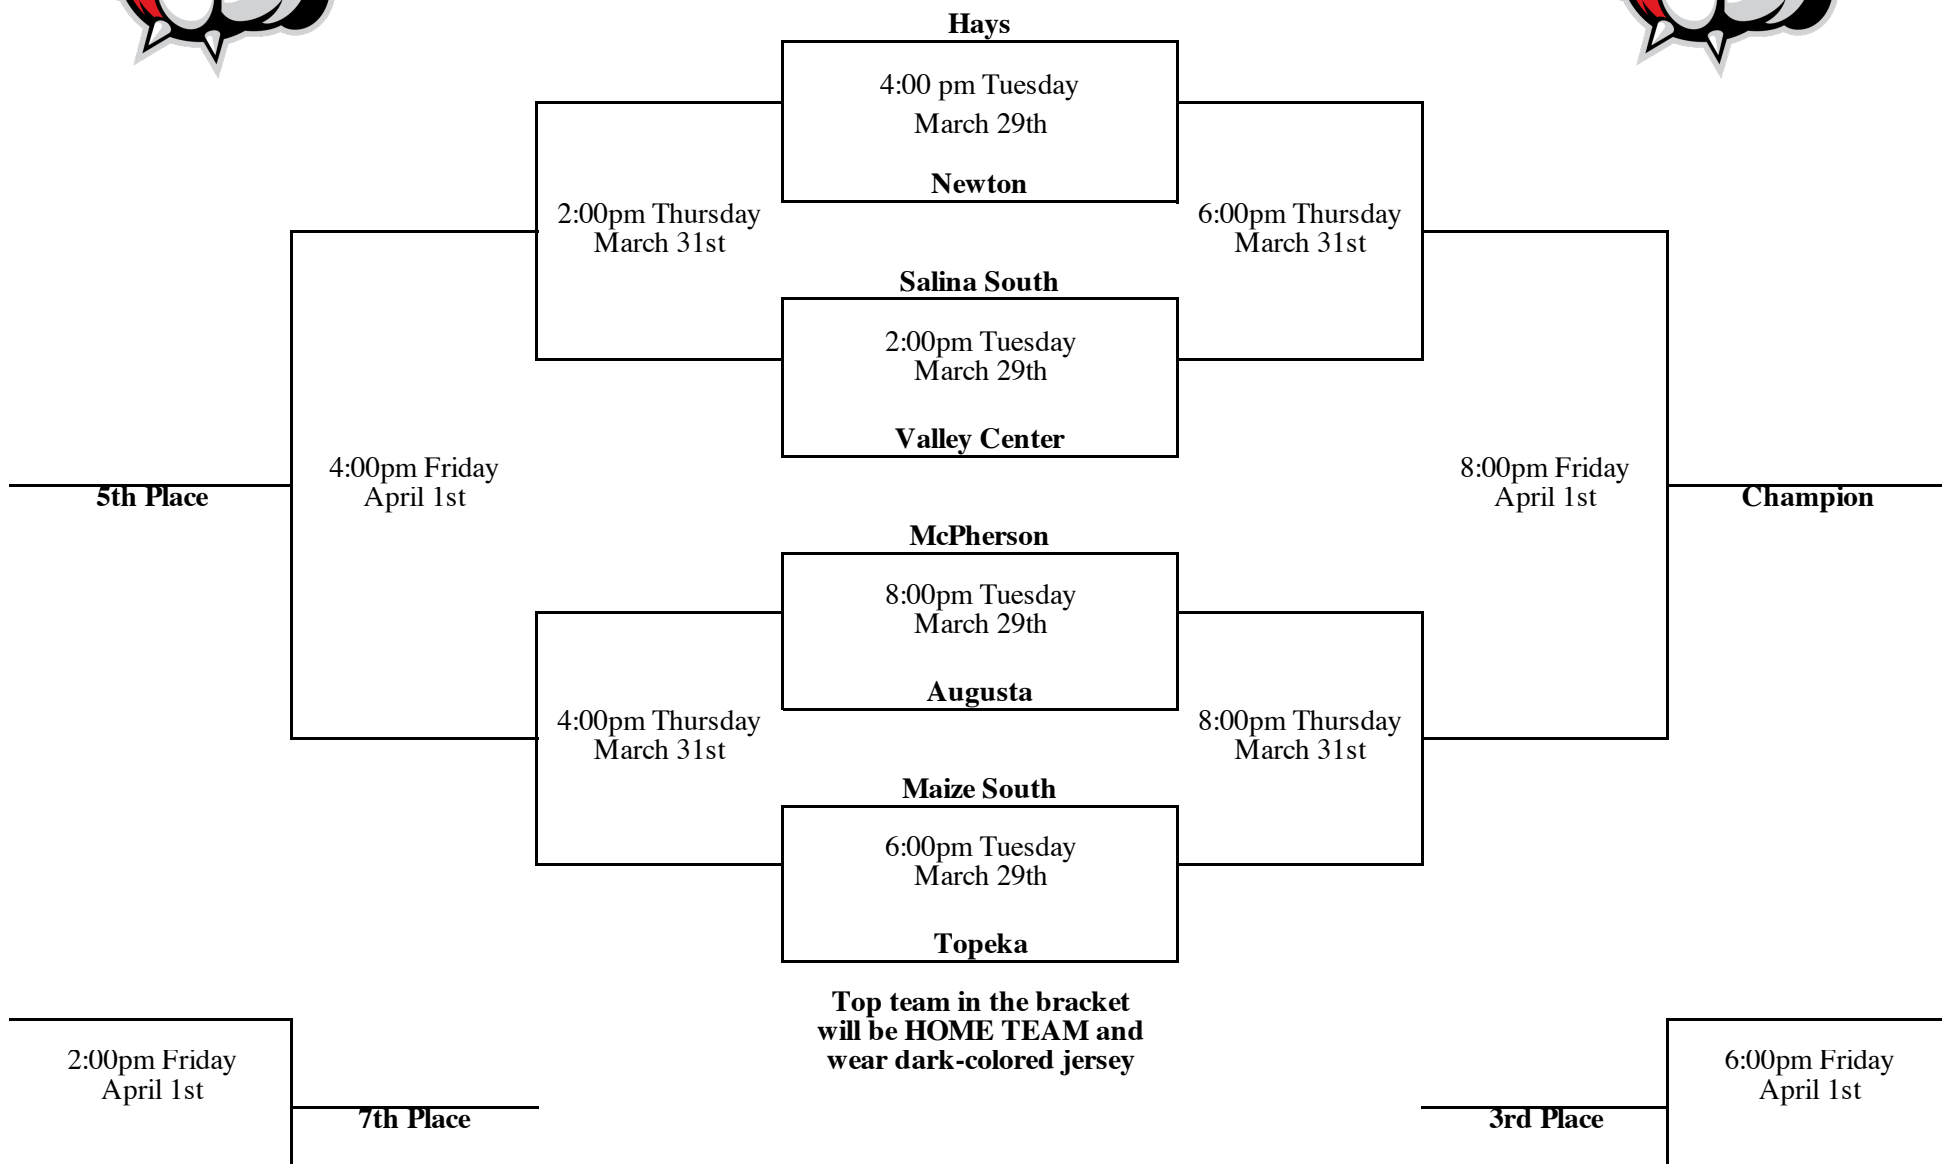 Hays
4:00 pm Tuesday
March 29th
Newton
2:00pm Thursday
March 31st
6:00pm Thursday
March 31st
Salina South
2:00pm Tuesday
March 29th
Valley Center
4:00pm Friday
April 1st
8:00pm Friday
April 1st
5th Place
Champion
McPherson
8:00pm Tuesday
March 29th
Augusta
4:00pm Thursday
March 31st
8:00pm Thursday
March 31st
Maize South
6:00pm Tuesday
March 29th
Topeka
Top team in the bracket
will be HOME TEAM and
wear dark-colored jersey
2:00pm Friday
April 1st
7th Place
6:00pm Friday
April 1st
3rd Place